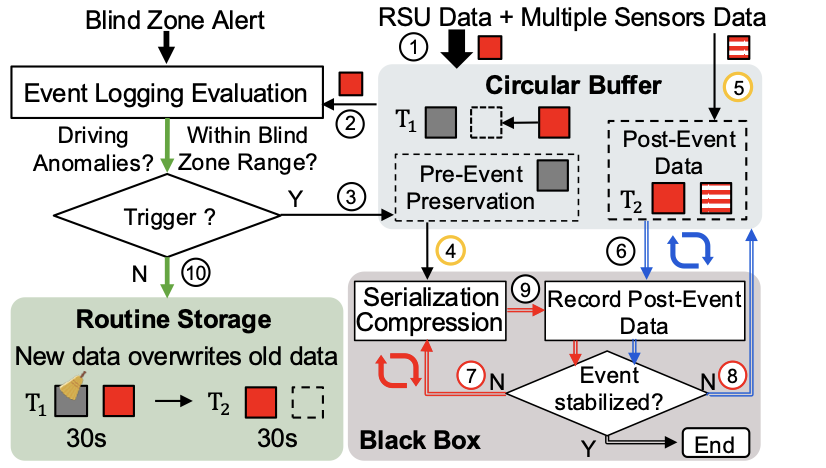 Blind Zone Alert
RSU Data + Multiple Sensors Data
①
Event Logging Evaluation
②
Circular Buffer
⑤
T₁
Post-Event
Data
T₂
Driving
Anomalies?
Within Blind
Zone Range?
Pre-Event
Preservation
Trigger ?
Y
③
N
⑩
④
⑥
Routine Storage
New data overwrites old data
T₁
T₂
30s
30s
Serialization
Compression
⑨
Record Post-Event
Data
⑦
N
Event
stabilized?
N
⑧
Black Box
Y
End